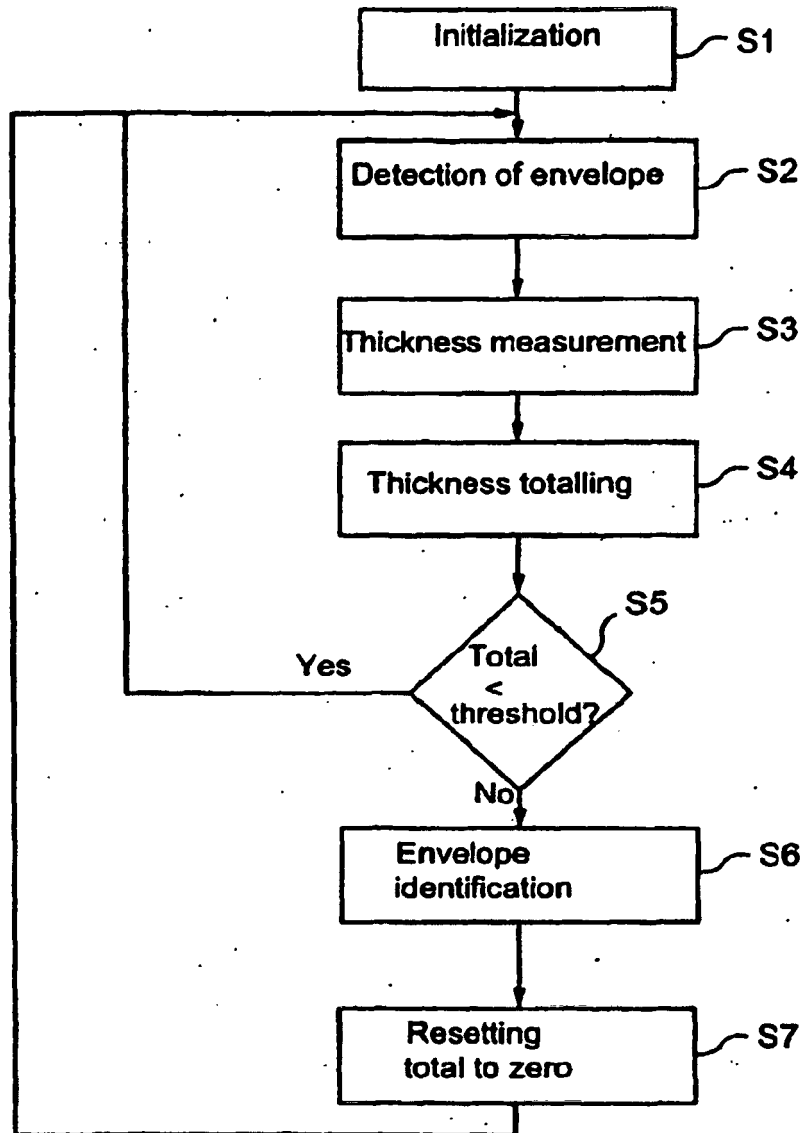 Initialization
S1
Detection of envelope
S2
Thickness measurement
S3
Thickness totalling
S4
S5
Total
<
threshold?
Yes
No
Envelope
identification
S6
Resetting
total to zero
S7